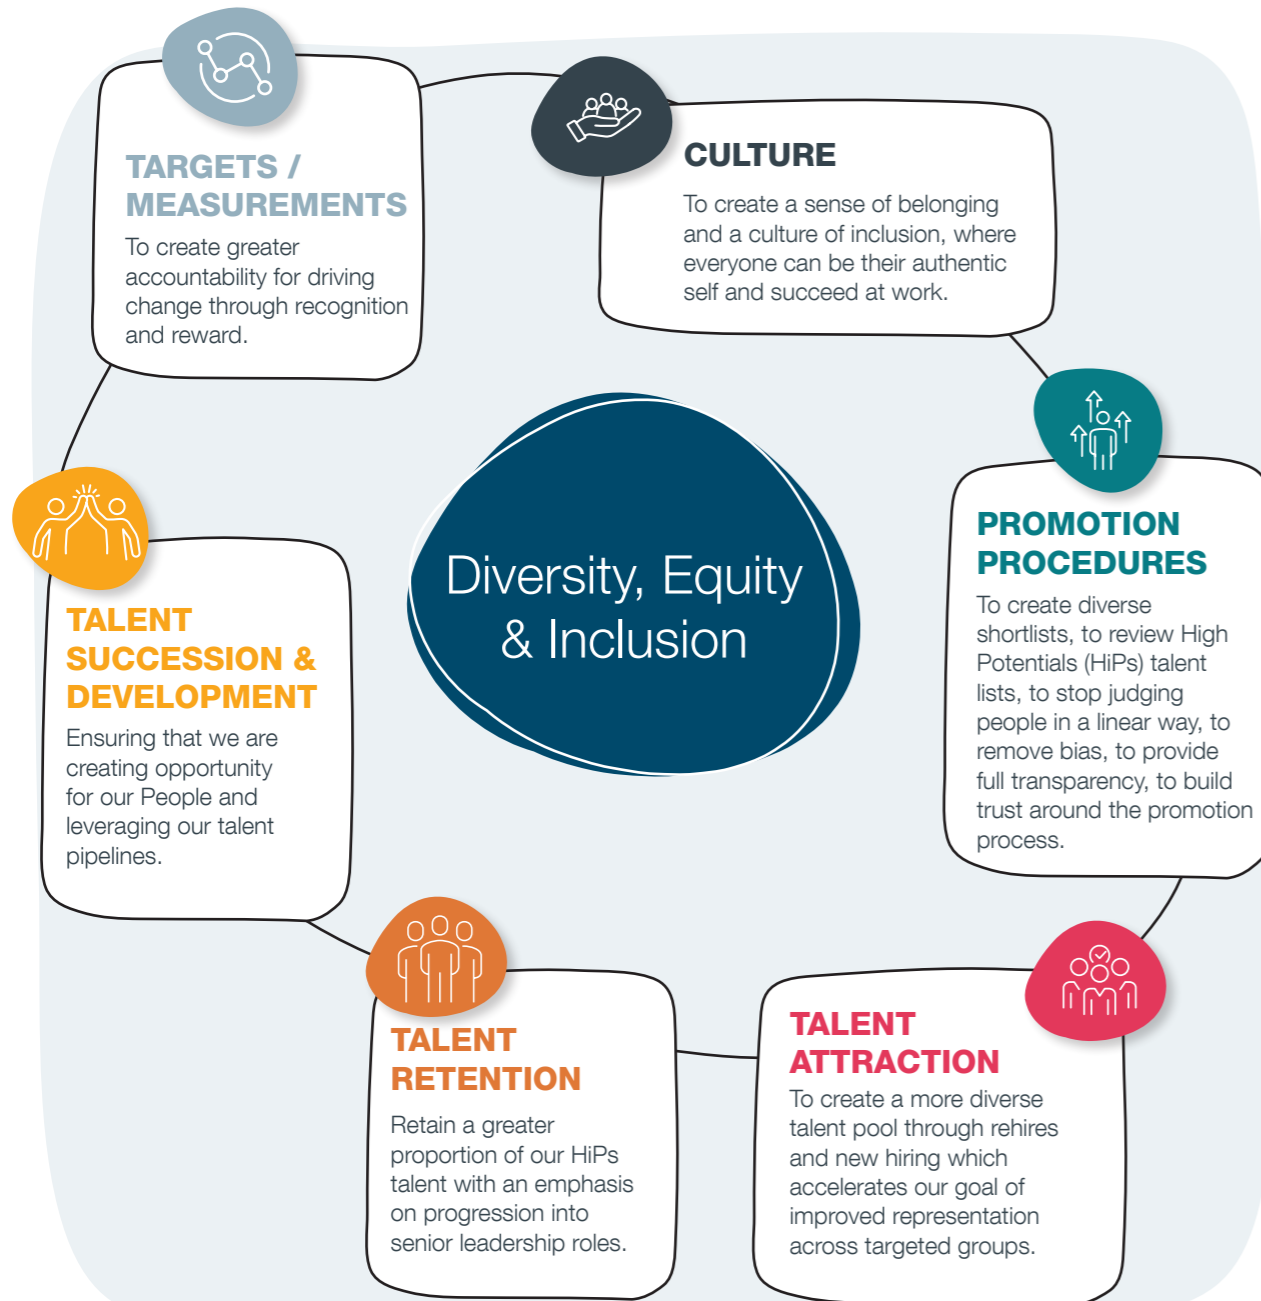 TARGETS /
MEASUREMENTS
To create greater
accountability for driving
change through recognition
and reward.
CULTURE
To create a sense of belonging
and a culture of inclusion, where
everyone can be their authentic
self and succeed at work.
Diversity, Equity
& Inclusion
PROMOTION
PROCEDURES
To create diverse
shortlists, to review High
Potentials (HiPs) talent
lists, to stop judging
people in a linear way, to
remove bias, to provide
full transparency, to build
trust around the promotion
process.
TALENT
SUCCESSION &
DEVELOPMENT
Ensuring that we are
creating opportunity
for our People and
leveraging our talent
pipelines.
TALENT
RETENTION
Retain a greater
proportion of our HiPs
talent with an emphasis
on progression into
senior leadership roles.
TALENT
ATTRACTION
To create a more diverse
talent pool through rehires
and new hiring which
accelerates our goal of
improved representation
across targeted groups.